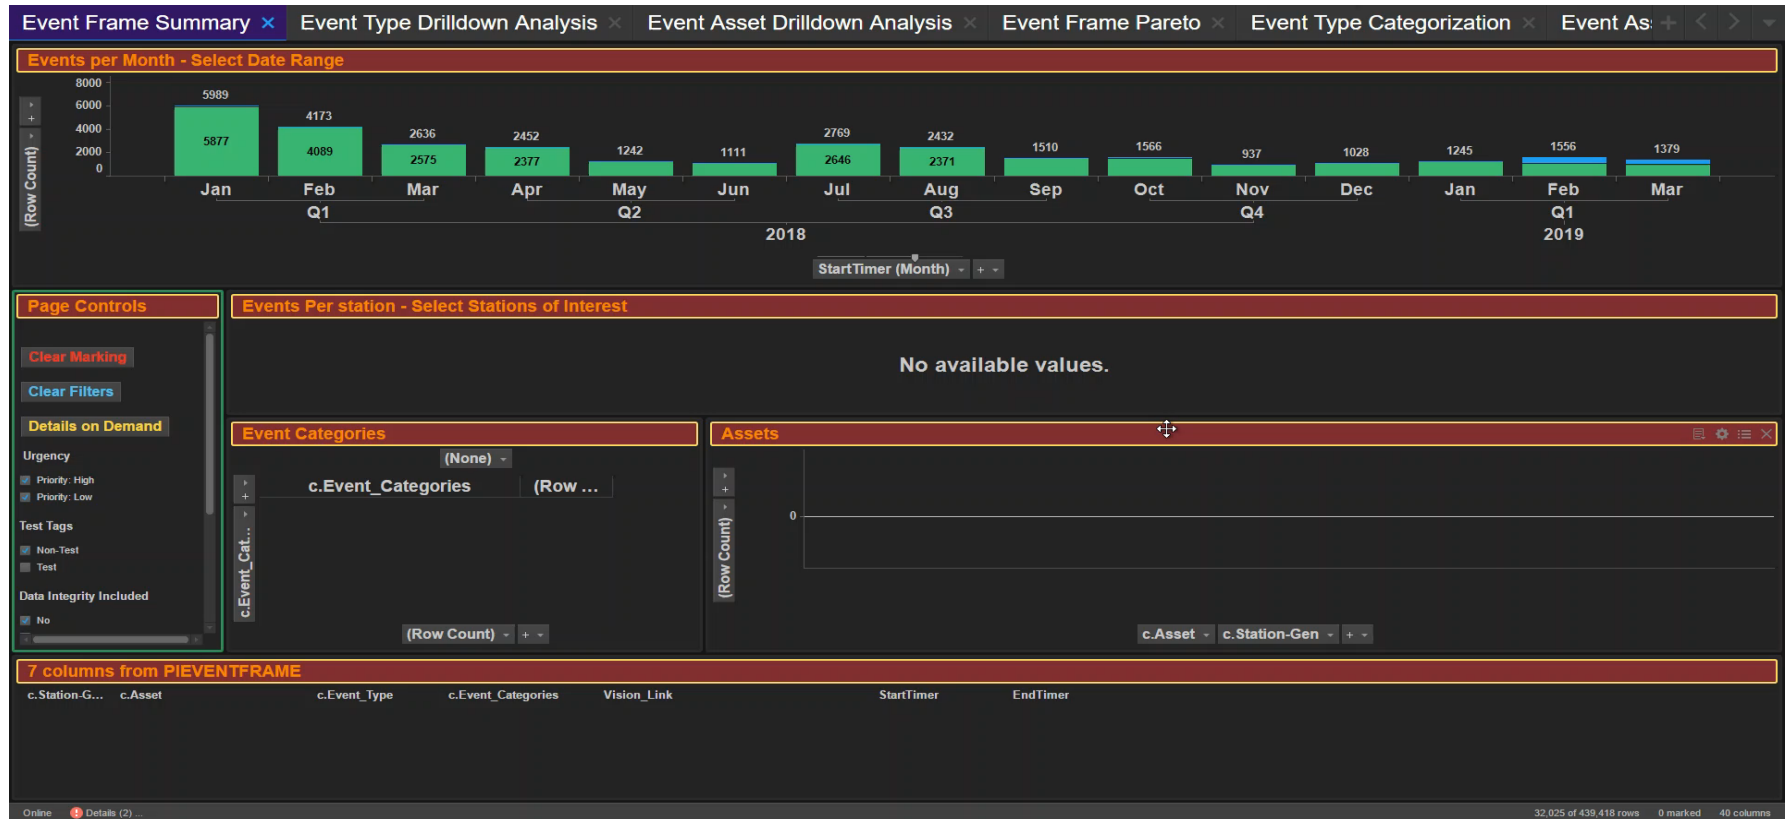 Event Frame Summary × Event Type Drilldown Analysis × Event Asset Drilldown Analysis × Event Frame Pareto × Event Type Categorization × Event As
Events per Month - Select Date Range
8000
6000
4000
2000
0
(Row Count)
5989 4173 2636 2452 1242 1111 2769 2432 1510 1566 937 1028 1245 1556 1379
5877 4089 2575 2377 2646 2371
Jan Feb Mar Apr May Jun Jul Aug Sep Oct Nov Dec Jan Feb Mar
Q1 Q2 Q3 Q4 Q1
2018 2019
StartTimer (Month) +
Page Controls
Clear Marking
Clear Filters
Details on Demand
Urgency
Priority: High
Priority: Low
Test Tags
Non-Test
Test
Data Integrity Included
No
Events Per station - Select Stations of Interest
No available values.
Event Categories
(None)
c.Event_Categories (Row ...
c.Event_Cat...
(Row Count) +
Assets
0
(Row Count)
c.Asset c.Station-Gen +
7 columns from PIEVENTFRAME
c.Station-G... c.Asset c.Event_Type c.Event_Categories Vision_Link StartTimer EndTimer
Online Details (2) ... 32,025 of 439,418 rows 0 marked 40 columns